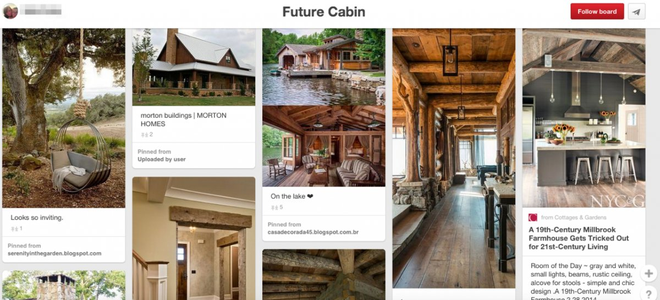 Future Cabin
Follow board
Looks so inviting.
Pinned from
serenityinthegarden.blogspot.com
morton buildings | MORTON
HOMES
2
Pinned from
Uploaded by user
On the lake ❤
5
Pinned from
casadecorada45.blogspot.com.br
NYC G
from Cottages & Gardens
A 19th-Century Millbrook
Farmhouse Gets Tricked Out
for 21st-Century Living
Room of the Day ~ gray and white,
small lights, beams, rustic ceiling,
alcove for stools - simple and chic
design .A 19th-Century Millbrook
Farmhouse 2.28.2014
+
?